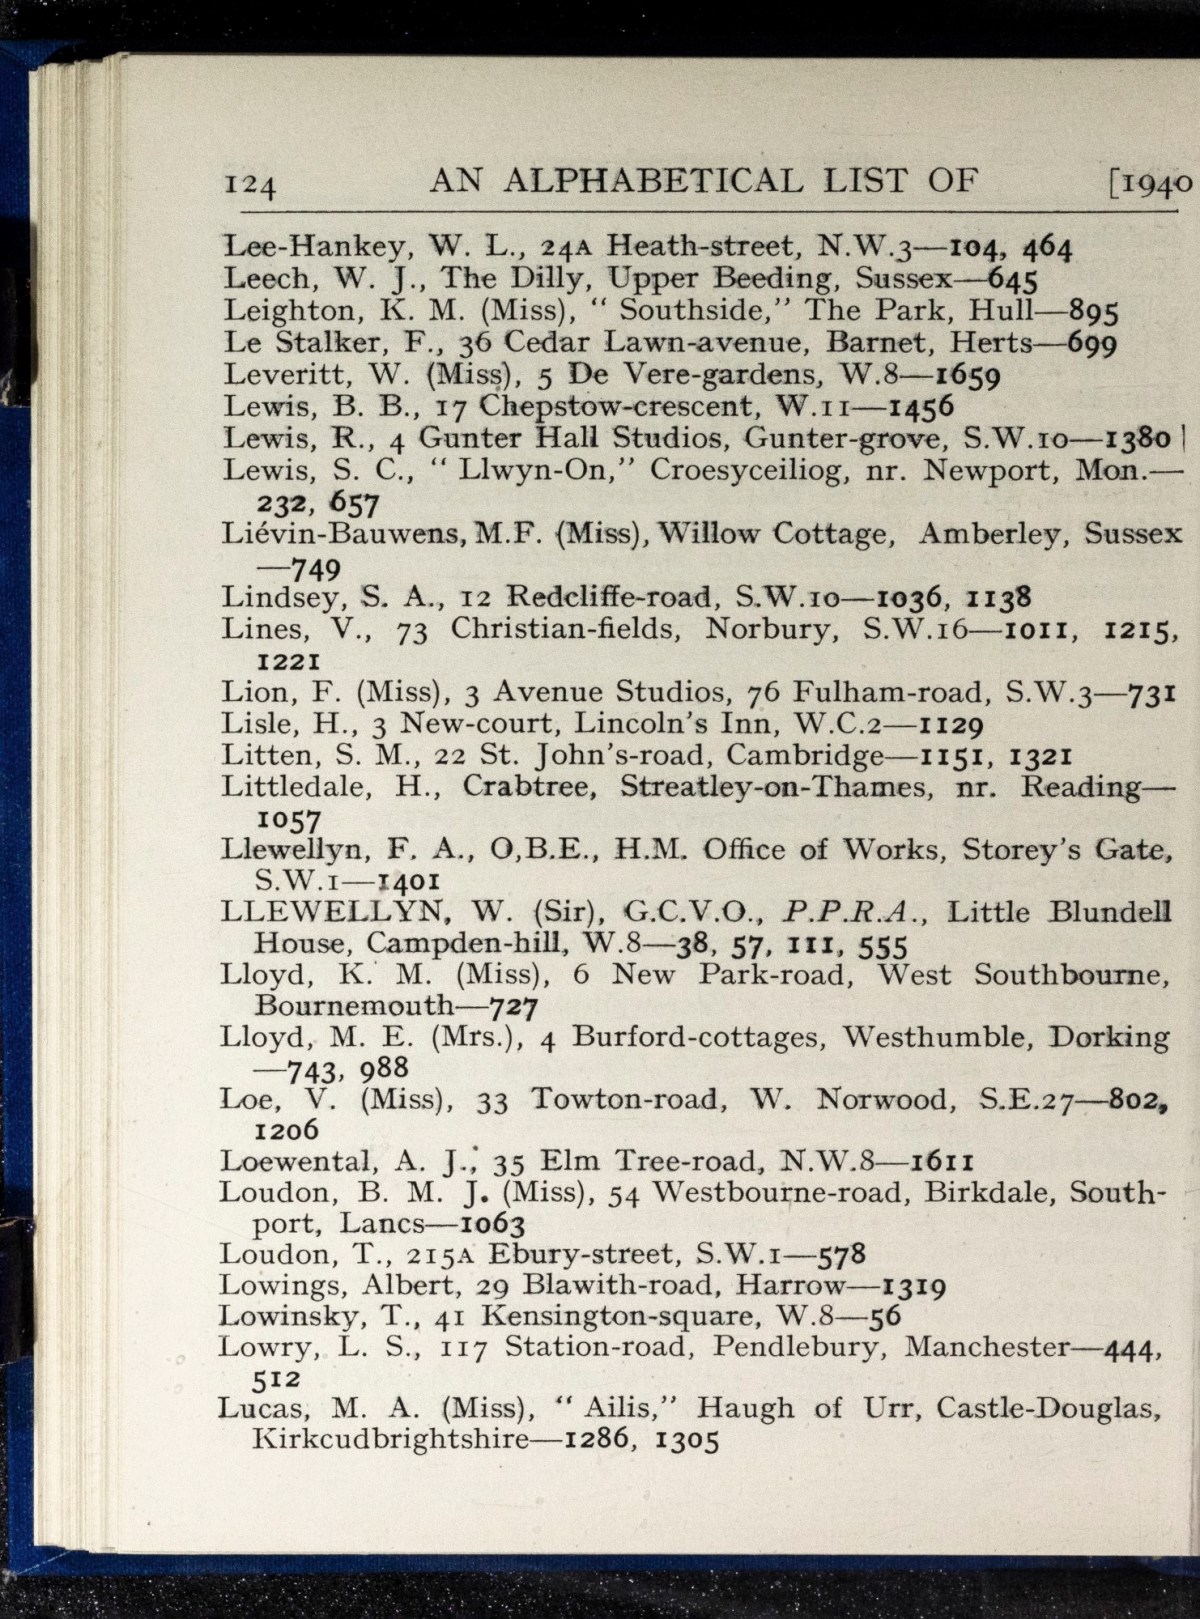 124 AN ALPHABETICAL LIST OF [1940
Lee-Hankey, W. L., 24A Heath-street, N.W.3—104, 464
Leech, W. J., The Dilly, Upper Beeding, Sussex—645
Leighton, K. M. (Miss), “ Southside,” The Park, Hull—895
Le Stalker, F., 36 Cedar Lawn-avenue, Barnet, Herts—699
Leveritt, W. (Miss), 5 De Vere-gardens, W.8—1659
Lewis, B. B., 17 Chepstow-crescent, W.11—1456
Lewis, R., 4 Gunter Hall Studios, Gunter-grove, S.W.10—1380
Lewis, S. C., “ Llwyn-On,” Croesyceiliog, nr. Newport, Mon.—
232, 657
Liévin-Bauwens, M.F. (Miss), Willow Cottage, Amberley, Sussex
—749
Lindsey, S. A., 12 Redcliffe-road, S.W.10—1036, 1138
Lines, V., 73 Christian-fields, Norbury, S.W.16—1011, 1215,
1221
Lion, F. (Miss), 3 Avenue Studios, 76 Fulham-road, S.W.3—731
Lisle, H., 3 New-court, Lincoln’s Inn, W.C.2—1129
Litten, S. M., 22 St. John’s-road, Cambridge—1151, 1321
Littledale, H., Crabtree, Streatley-on-Thames, nr. Reading—
1057
Llewellyn, F. A., O,B.E., H.M. Office of Works, Storey’s Gate,
S.W.1—1401
LLEWELLYN, W. (Sir), G.C.V.O., P.P.R.A., Little Blundell
House, Campden-hill, W.8—38, 57, 111, 555
Lloyd, K. M. (Miss), 6 New Park-road, West Southbourne,
Bournemouth—727
Lloyd, M. E. (Mrs.), 4 Burford-cottages, Westhumble, Dorking
—743, 988
Loe, V. (Miss), 33 Towton-road, W. Norwood, S.E.27—802,
1206
Loewental, A. J., 35 Elm Tree-road, N.W.8—1611
Loudon, B. M. J. (Miss), 54 Westbourne-road, Birkdale, South-
port, Lancs—1063
Loudon, T., 215A Ebury-street, S.W.1—578
Lowings, Albert, 29 Blawith-road, Harrow—1319
Lowinsky, T., 41 Kensington-square, W.8—56
Lowry, L. S., 117 Station-road, Pendlebury, Manchester—444,
512
Lucas, M. A. (Miss), “ Ailis,” Haugh of Urr, Castle-Douglas,
Kirkcudbrightshire—1286, 1305